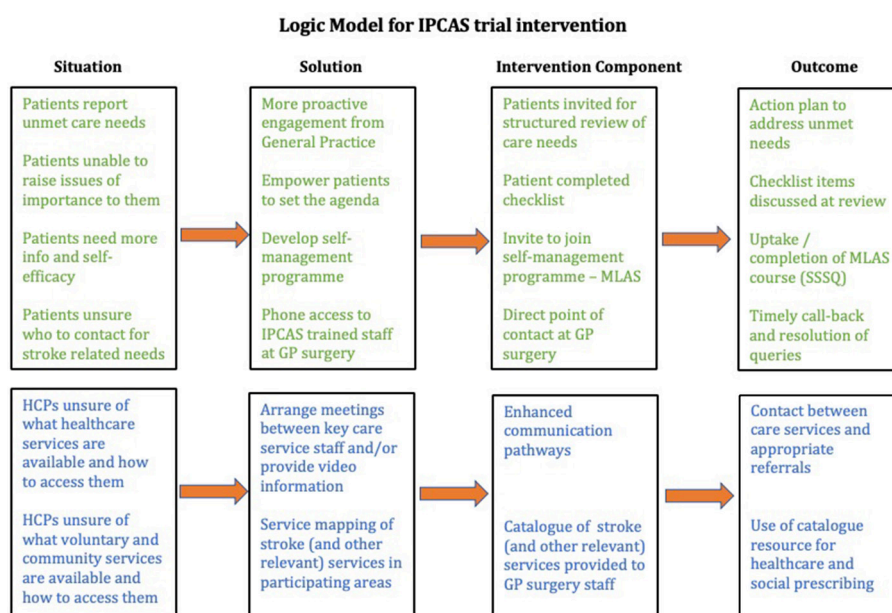 Logic Model for IPCAS trial intervention
Situation
Solution
Intervention Component
Outcome
Patients report
unmet care needs
Patients unable to
raise issues of
importance to them
Patients need more
info and self-
efficacy
Patients unsure
who to contact for
stroke related needs
More proactive
engagement from
General Practice
Empower patients
to set the agenda
Develop self-
management
programme
Phone access to
IPCAS trained staff
at GP surgery
Patients invited for
structured review of
care needs
Patient completed
checklist
Invite to join
self-management
programme – MLAS
Direct point of
contact at GP
surgery
Action plan to
address unmet
needs
Checklist items
discussed at review
Uptake /
completion of MLAS
course (SSSQ)
Timely call-back
and resolution of
queries
HCPs unsure of
what healthcare
services are
available and how
to access them
HCPs unsure of
what voluntary and
community services
are available and
how to access them
Arrange meetings
between key care
service staff and/or
provide video
information
Service mapping of
stroke (and other
relevant) services in
participating areas
Enhanced
communication
pathways
Catalogue of stroke
(and other relevant)
services provided to
GP surgery staff
Contact between
care services and
appropriate
referrals
Use of catalogue
resource for
healthcare and
social prescribing